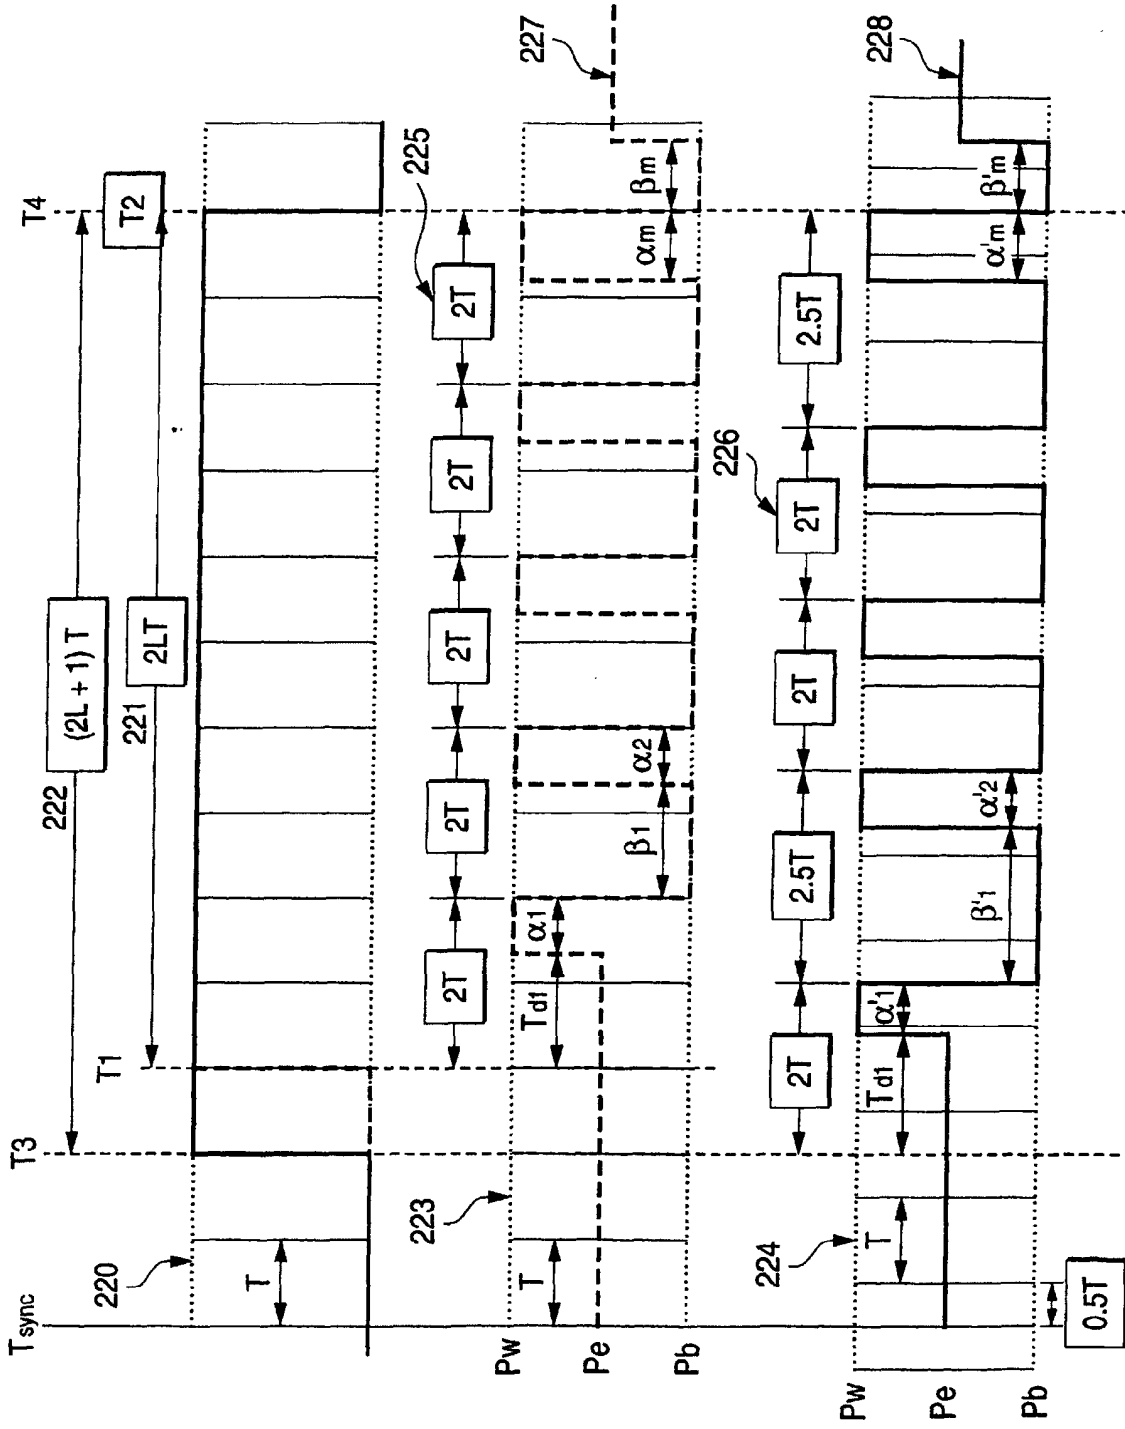 Tsync
T3
T1
T4
222
(2L + 1) T
T2
221
2LT
220
T
225
2T
2T
2T
2T
2T
223
227
Pw
Pe
Pb
T
Td1
α1
β1
α2
αm
βm
226
2T
2.5T
2T
2T
2.5T
224
228
Pw
Pe
Pb
T
Td1
α'1
β'1
α'2
α'm
β'm
0.5T